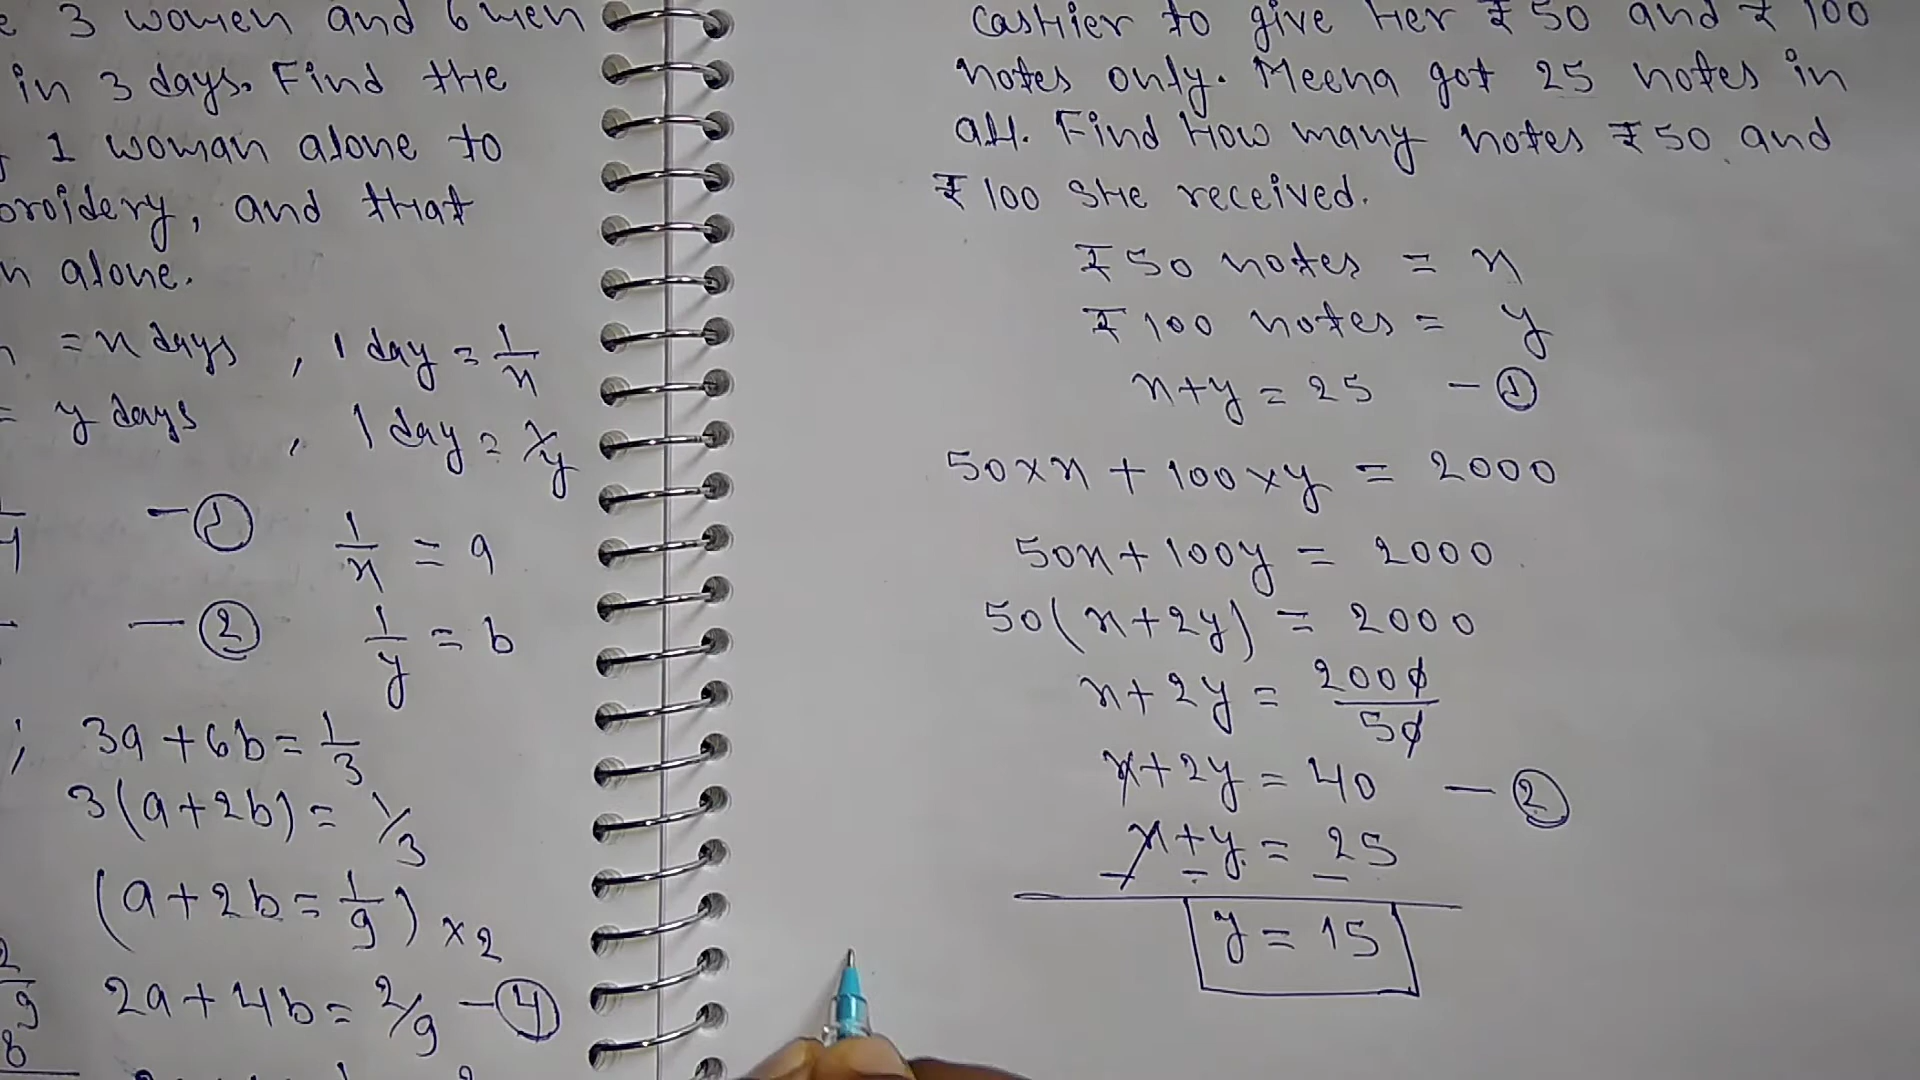 3 women and 6 men
in 3 days. Find the
1 woman alone to
broidery, and that
n alone.
= x days , 1 day = 1/x
= y days , 1 day = 1/y
- ①
1/x = a
- ②
1/y = b
; 3a + 6b = 1/3
3(a + 2b) = 1/3
(a + 2b = 1/9) × 2
2a + 4b = 2/9 - ④
cashier to give her ₹ 50 and ₹ 100
notes only. Meena got 25 notes in
all. Find How many notes ₹ 50 and
₹ 100 she received.
₹ 50 notes = x
₹ 100 notes = y
x + y = 25 - ①
50 × x + 100 × y = 2000
50x + 100y = 2000
50(x + 2y) = 2000
x + 2y = 2000/50
x + 2y = 40 - ②
x + y = 25
- - -
y = 15